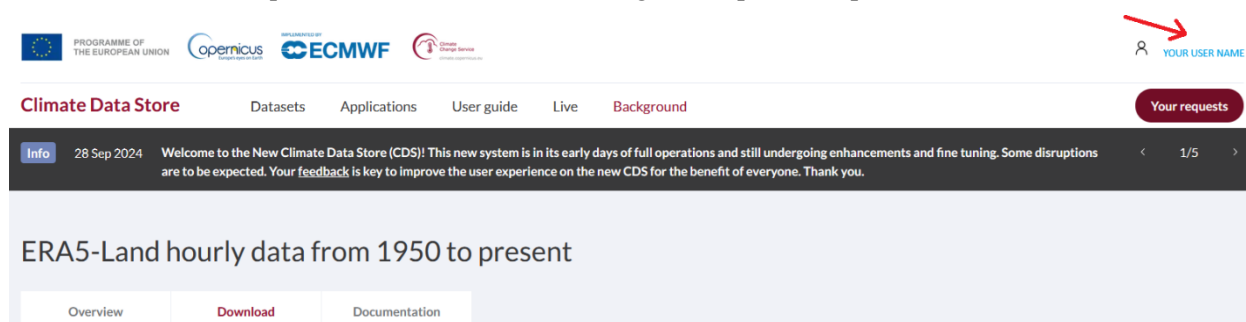 PROGRAMME OF
THE EUROPEAN UNION
opernicus
Europe's eyes on Earth
IMPLEMENTED BY
ECMWF
Climate
Change Service
YOUR USER NAME
Climate Data Store
Datasets
Applications
User guide
Live
Background
Your requests
Info
28 Sep 2024
Welcome to the New Climate Data Store (CDS)! This new system is in its early days of full operations and still undergoing enhancements and fine tuning. Some disruptions
are to be expected. Your feedback is key to improve the user experience on the new CDS for the benefit of everyone. Thank you.
< 1/5 >
ERA5-Land hourly data from 1950 to present
Overview
Download
Documentation